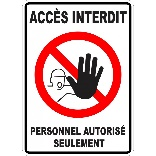 ACCÈS INTERDIT
PERSONNEL AUTORISÉ
SEULEMENT